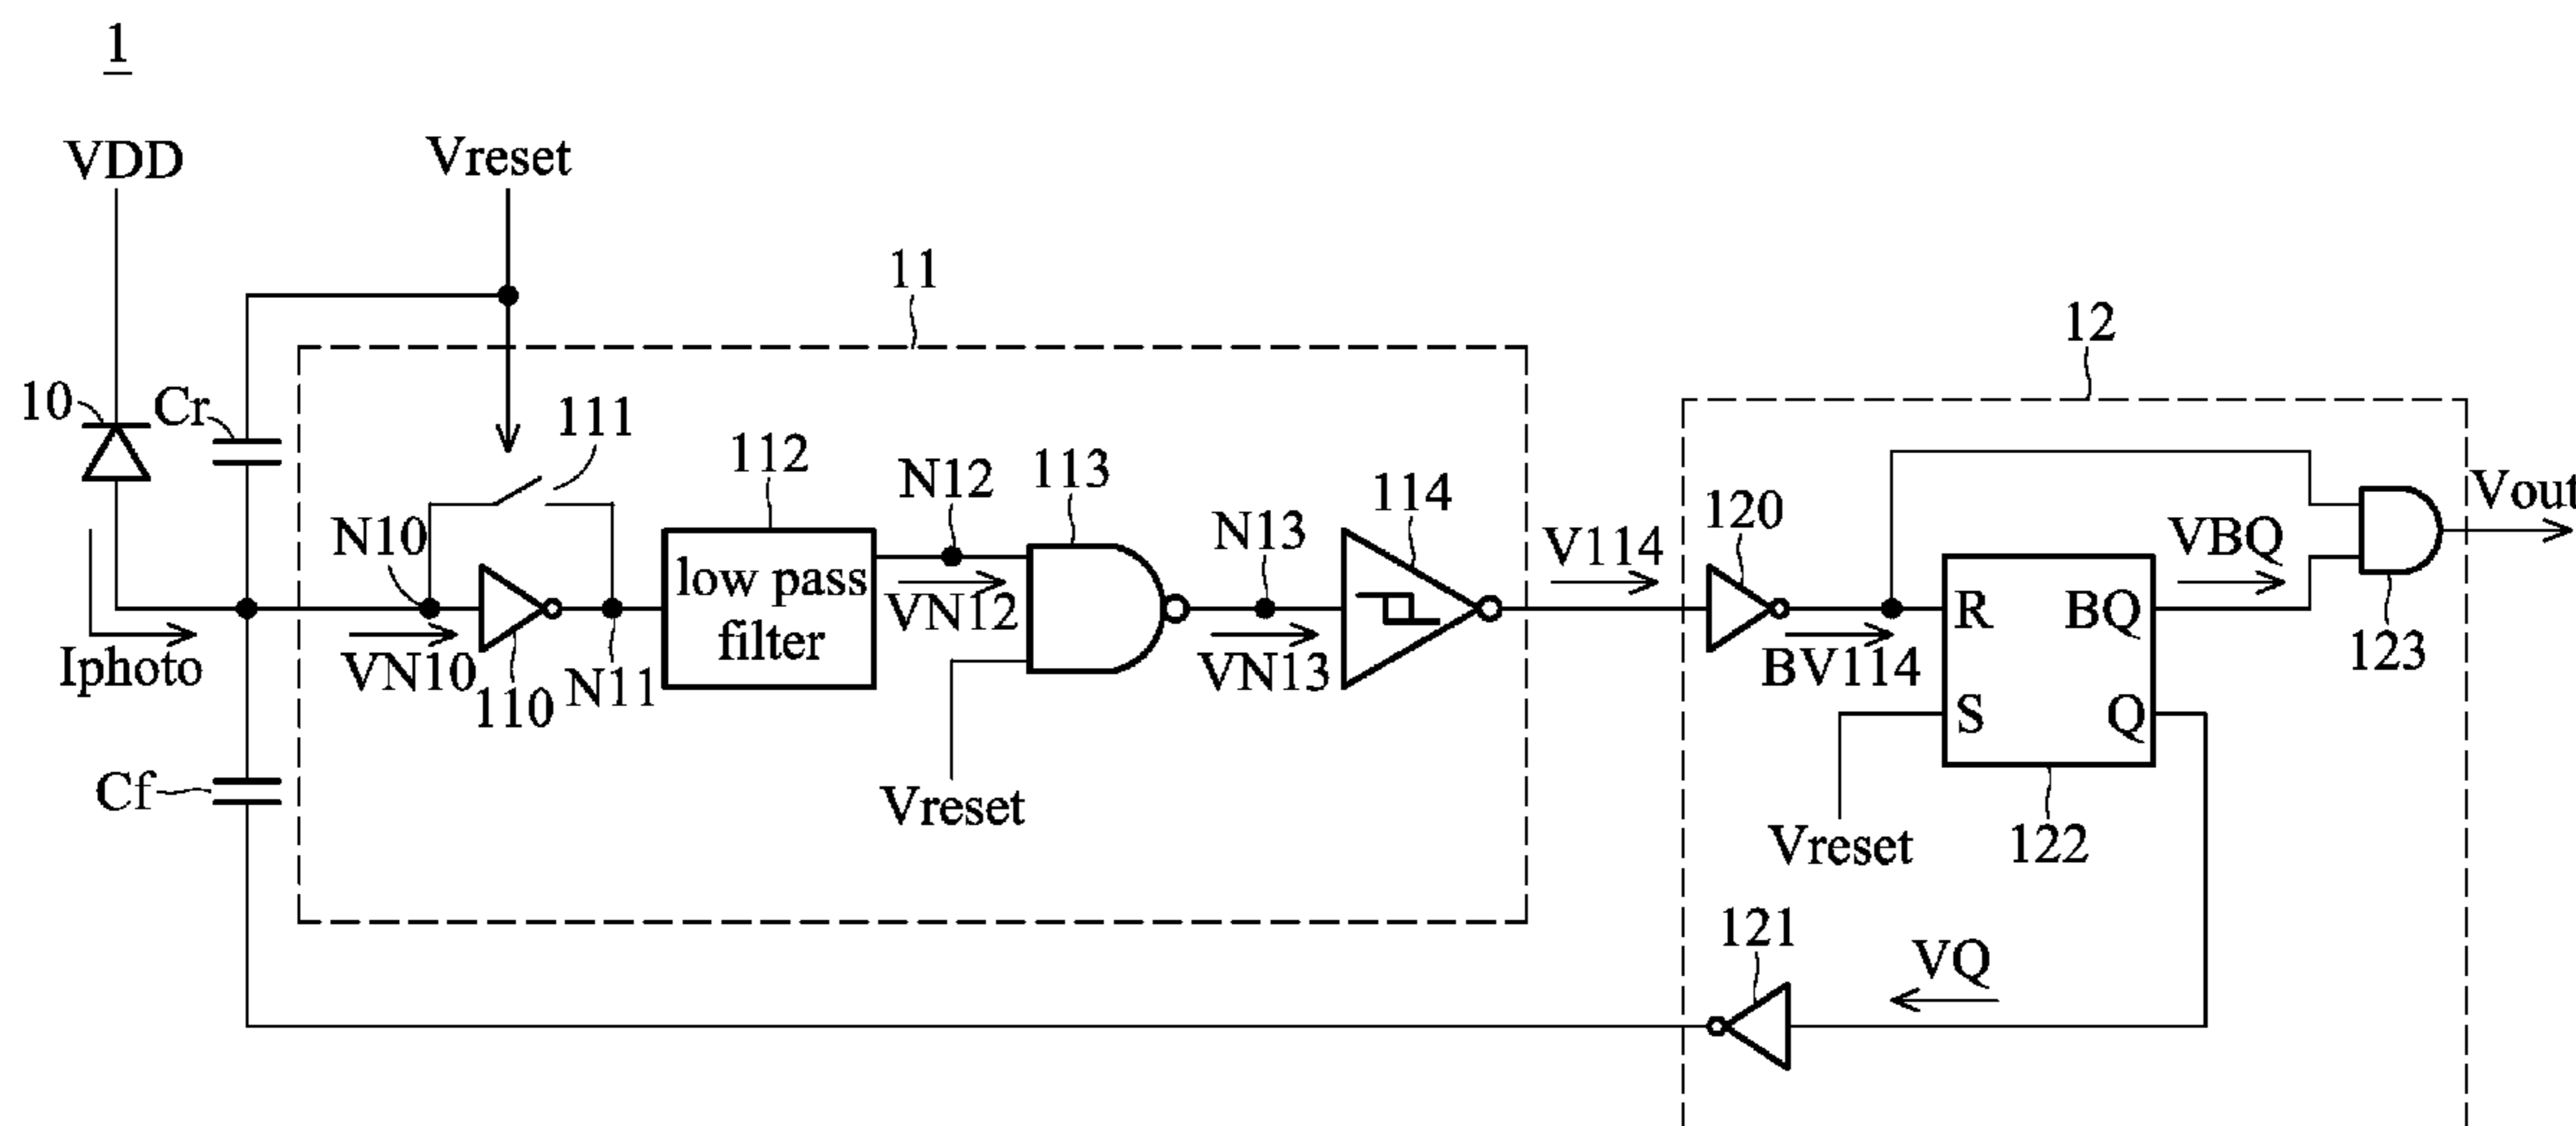 1
VDD
Vreset
11
12
10
Cr
111
112
N12
113
N13
114
V114
120
VBQ
Vout
N10
low pass
filter
VN12
R
BQ
123
Iphoto
VN10
110
N11
VN13
BV114
S
Q
Cf
Vreset
Vreset
122
121
VQ